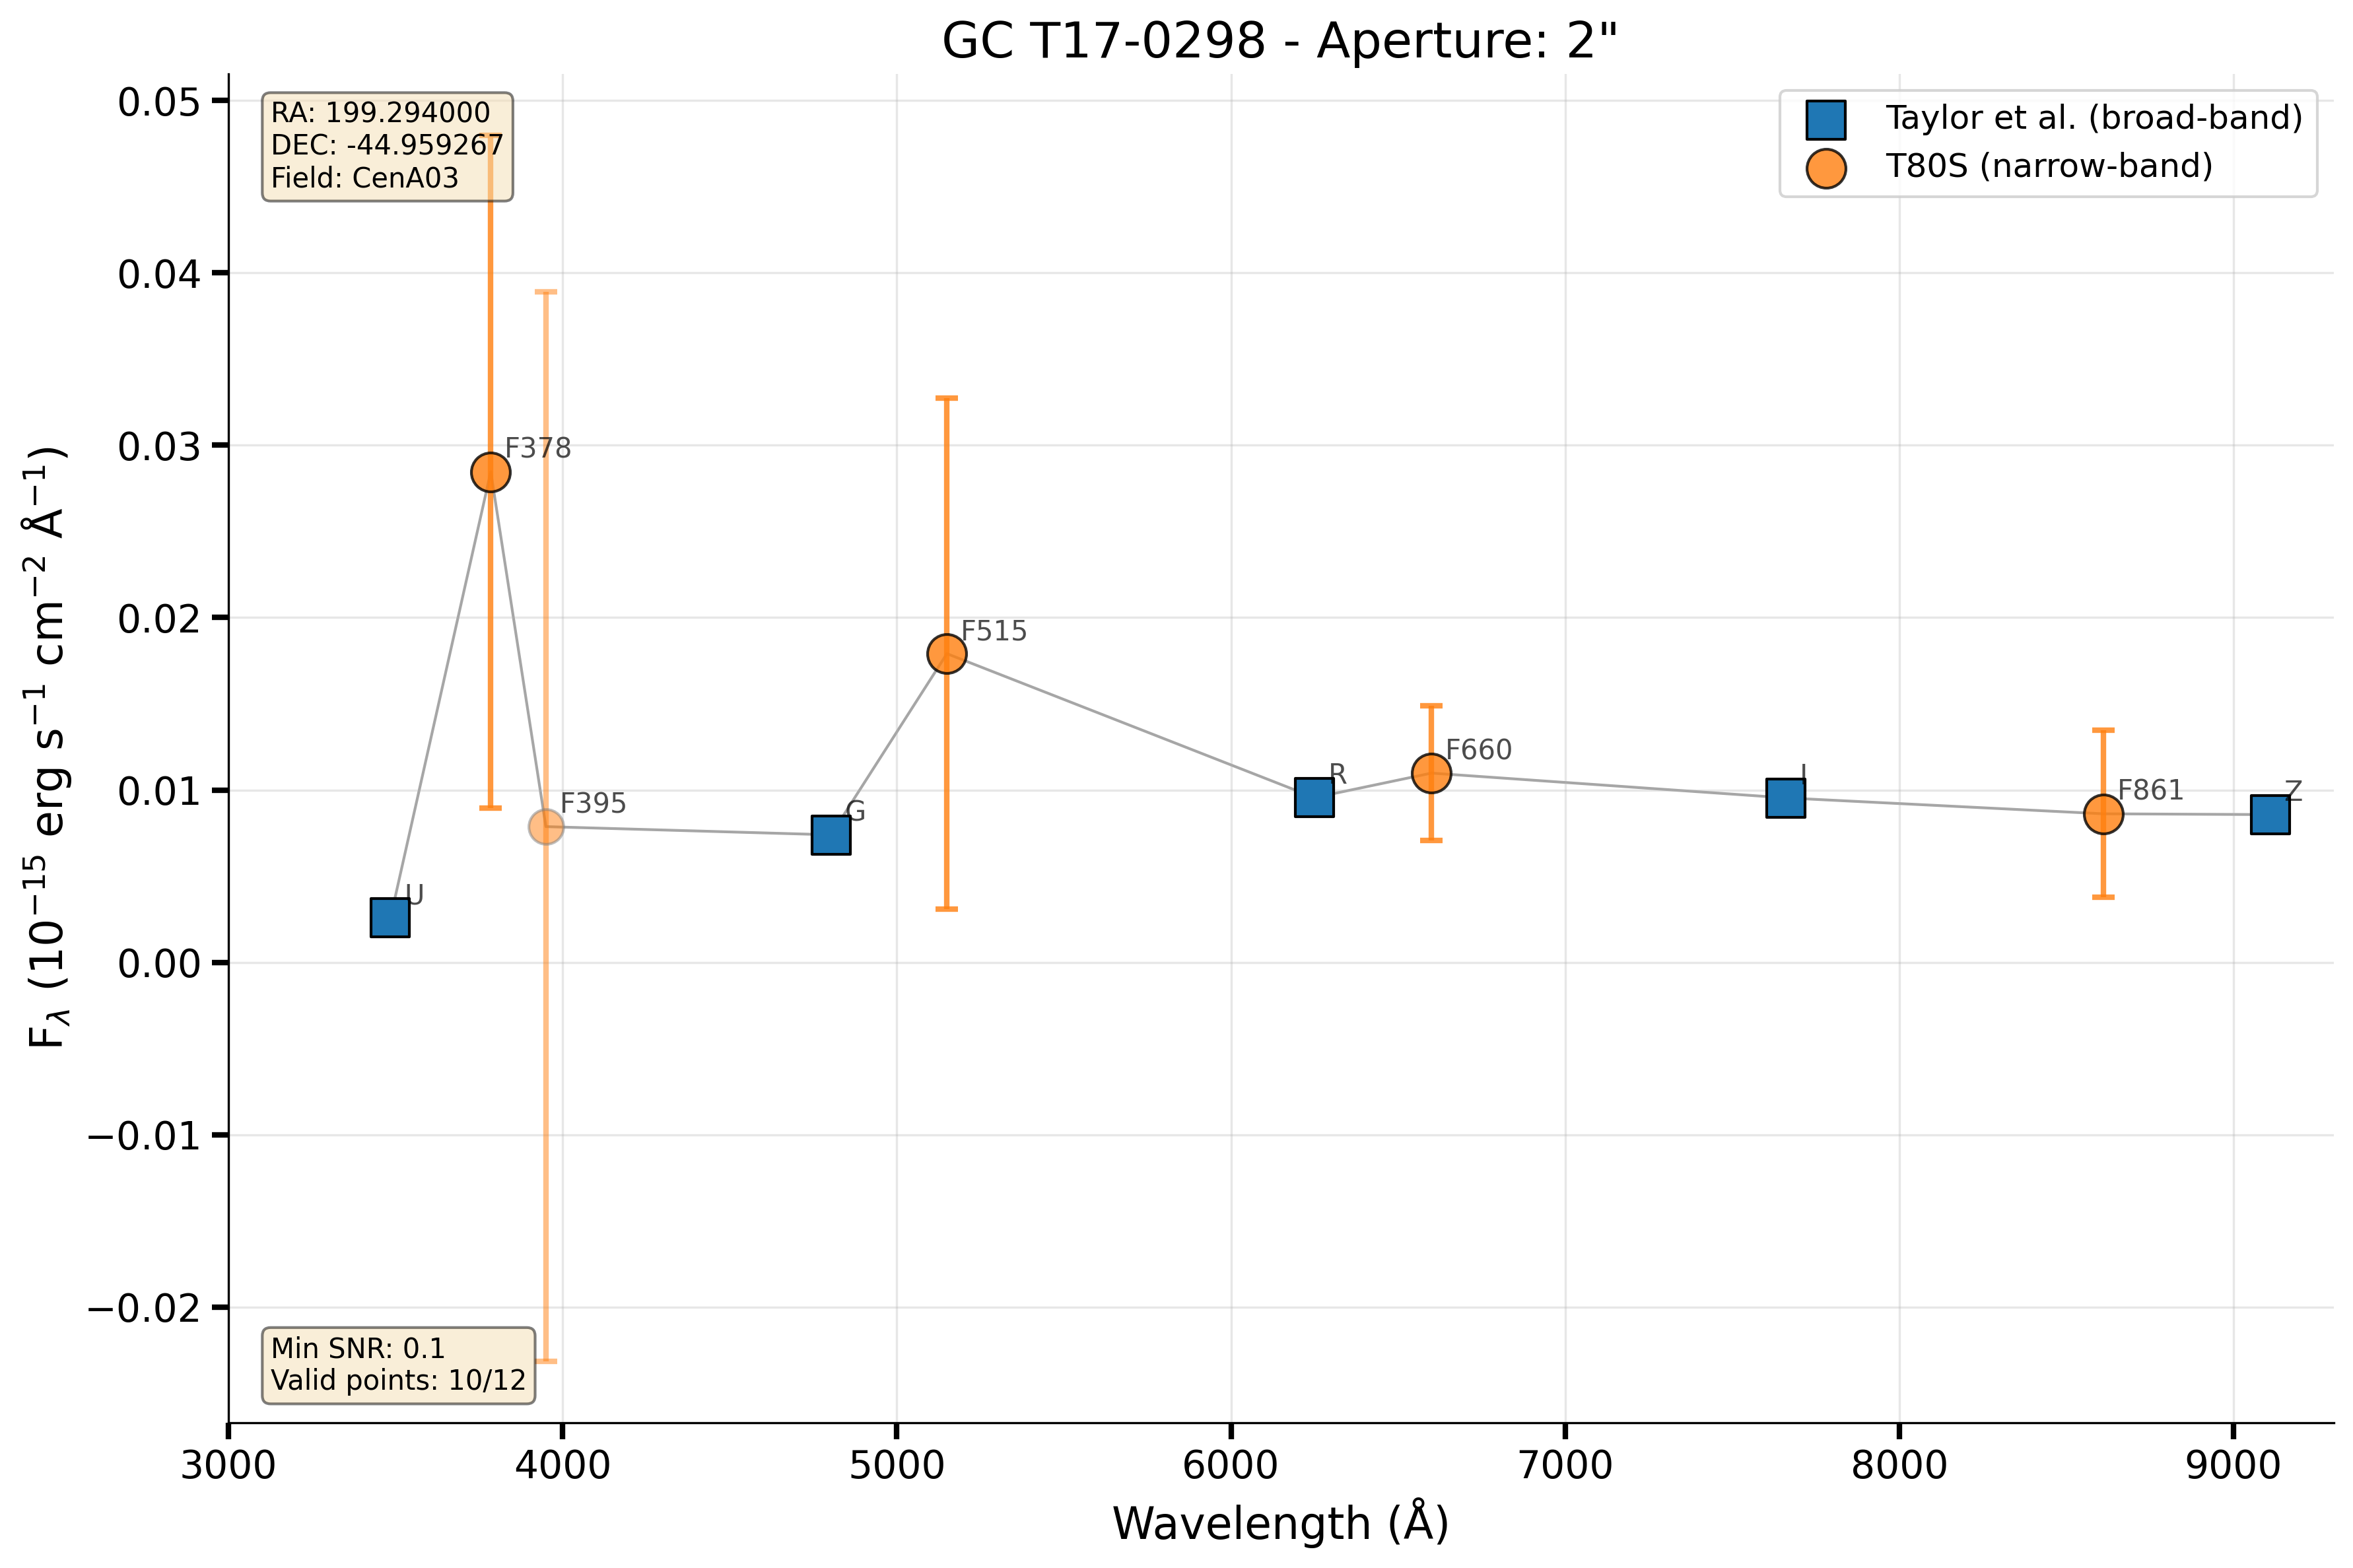 GC T17-0298 - Aperture: 2"
RA: 199.294000
DEC: -44.959267
Field: CenA03
Taylor et al. (broad-band)
T80S (narrow-band)
0.05
0.04
0.03
0.02
0.01
0.00
−0.01
−0.02
F_λ (10⁻¹⁵ erg s⁻¹ cm⁻² Å⁻¹)
U
F378
F395
G
F515
R
F660
I
F861
Z
Min SNR: 0.1
Valid points: 10/12
3000 4000 5000 6000 7000 8000 9000
Wavelength (Å)